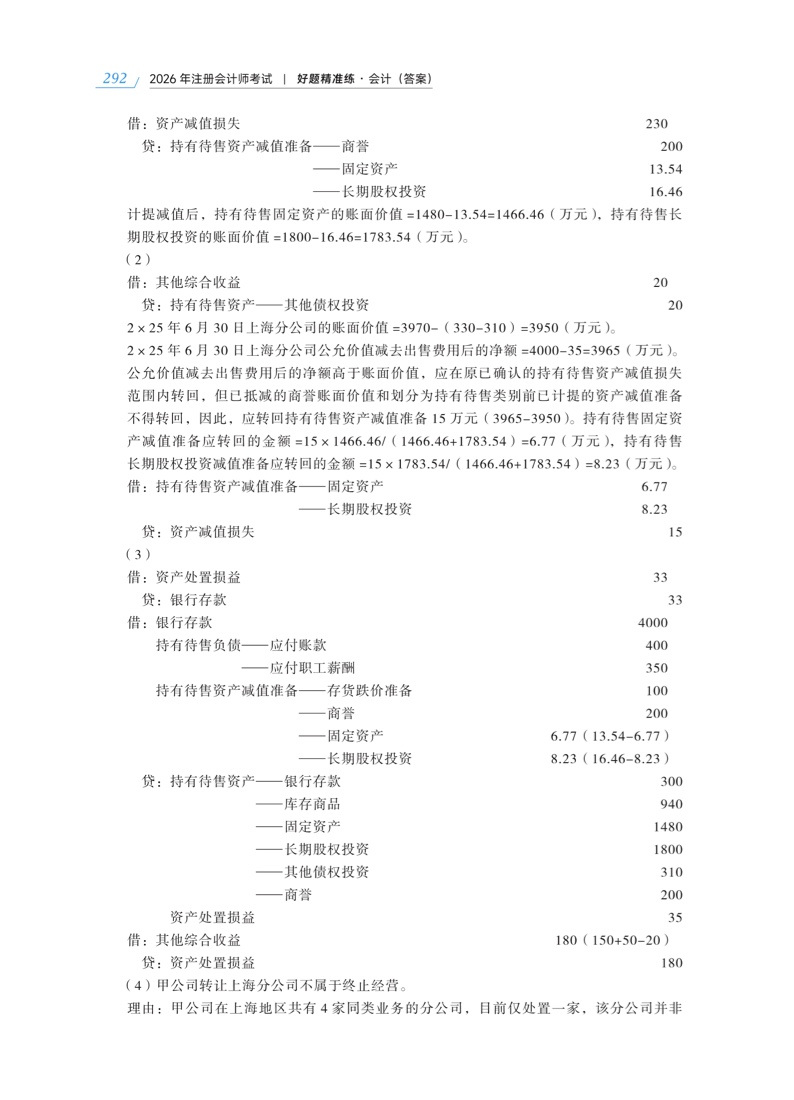 292 2026 年注册会计师考试 | 好题精准练·会计（答案）
借：资产减值损失 230
贷：持有待售资产减值准备——商誉 200
——固定资产 13.54
——长期股权投资 16.46
计提减值后，持有待售固定资产的账面价值 =1480-13.54=1466.46（万元），持有待售长
期股权投资的账面价值 =1800-16.46=1783.54（万元）。
（2）
借：其他综合收益 20
贷：持有待售资产——其他债权投资 20
2×25 年 6 月 30 日上海分公司的账面价值 =3970-（330-310）=3950（万元）。
2×25 年 6 月 30 日上海分公司公允价值减去出售费用后的净额 =4000-35=3965（万元）。
公允价值减去出售费用后的净额高于账面价值，应在原已确认的持有待售资产减值损失
范围内转回，但已抵减的商誉账面价值和划分为持有待售类别前已计提的资产减值准备
不得转回，因此，应转回持有待售资产减值准备 15 万元（3965-3950）。持有待售固定资
产减值准备应转回的金额 =15×1466.46/（1466.46+1783.54）=6.77（万元），持有待售
长期股权投资减值准备应转回的金额 =15×1783.54/（1466.46+1783.54）=8.23（万元）。
借：持有待售资产减值准备——固定资产 6.77
——长期股权投资 8.23
贷：资产减值损失 15
（3）
借：资产处置损益 33
贷：银行存款 33
借：银行存款 4000
持有待售负债——应付账款 400
——应付职工薪酬 350
持有待售资产减值准备——存货跌价准备 100
——商誉 200
——固定资产 6.77（13.54-6.77）
——长期股权投资 8.23（16.46-8.23）
贷：持有待售资产——银行存款 300
——库存商品 940
——固定资产 1480
——长期股权投资 1800
——其他债权投资 310
——商誉 200
资产处置损益 35
借：其他综合收益 180（150+50-20）
贷：资产处置损益 180
（4）甲公司转让上海分公司不属于终止经营。
理由：甲公司在上海地区共有 4 家同类业务的分公司，目前仅处置一家，该分公司并非